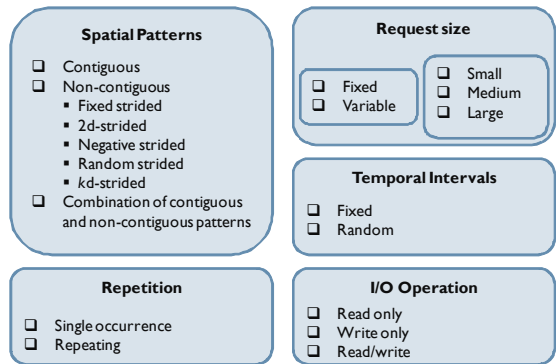 Spatial Patterns
❑ Contiguous
❑ Non-contiguous
▪ Fixed strided
▪ 2d-strided
▪ Negative strided
▪ Random strided
▪ kd-strided
❑ Combination of contiguous
and non-contiguous patterns
Request size
❑ Fixed
❑ Variable
❑ Small
❑ Medium
❑ Large
Temporal Intervals
❑ Fixed
❑ Random
Repetition
❑ Single occurrence
❑ Repeating
I/O Operation
❑ Read only
❑ Write only
❑ Read/write